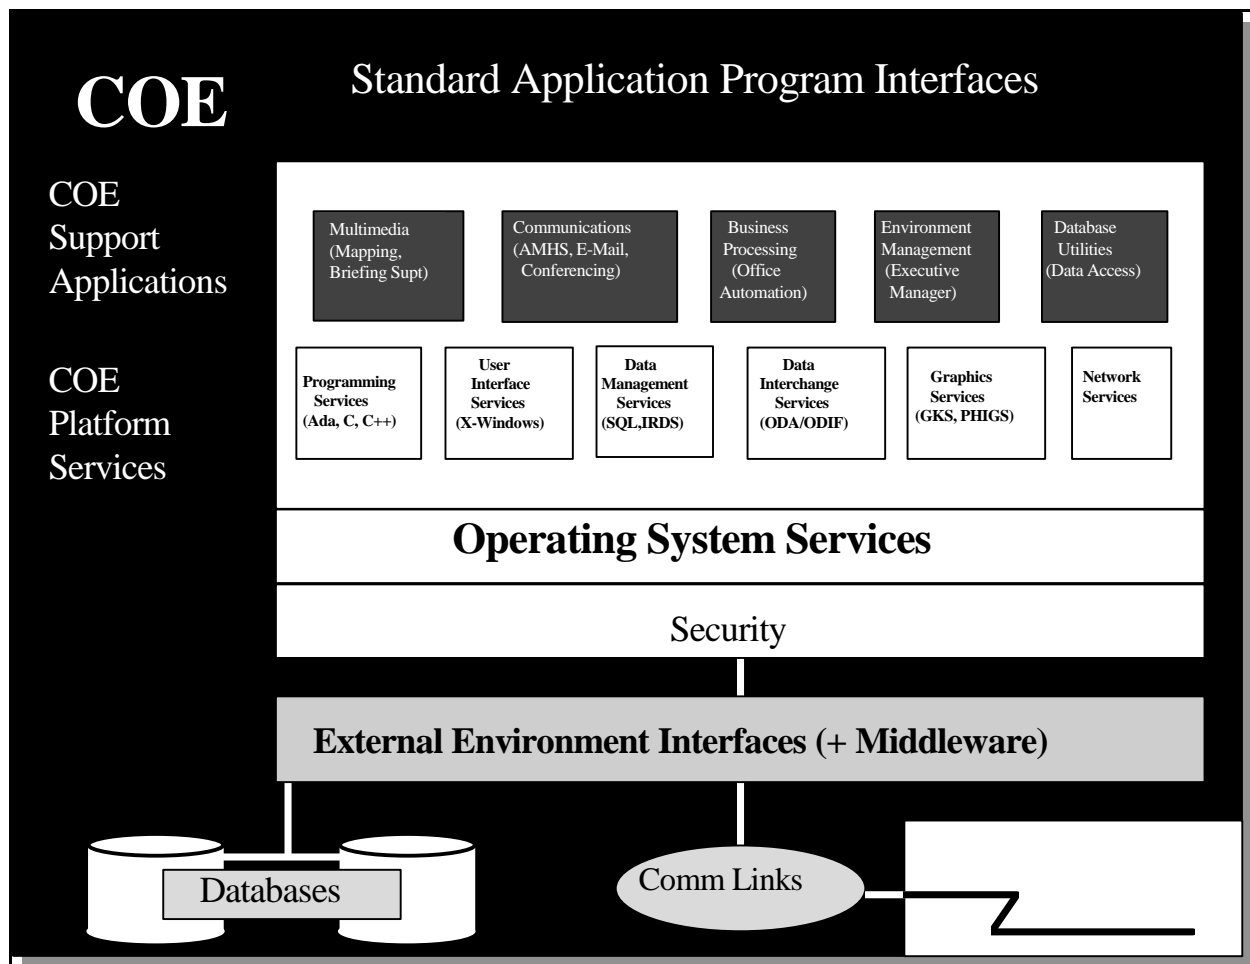 COE
Standard Application Program Interfaces
COE
Support
Applications
Multimedia
(Mapping,
Briefing Supt)
Communications
(AMHS, E-Mail,
Conferencing)
Business
Processing
(Office
Automation)
Environment
Management
(Executive
Manager)
Database
Utilities
(Data Access)
COE
Platform
Services
Programming
Services
(Ada, C, C++)
User
Interface
Services
(X-Windows)
Data
Management
Services
(SQL,IRDS)
Data
Interchange
Services
(ODA/ODIF)
Graphics
Services
(GKS, PHIGS)
Network
Services
Operating System Services
Security
External Environment Interfaces (+ Middleware)
Databases
Comm Links